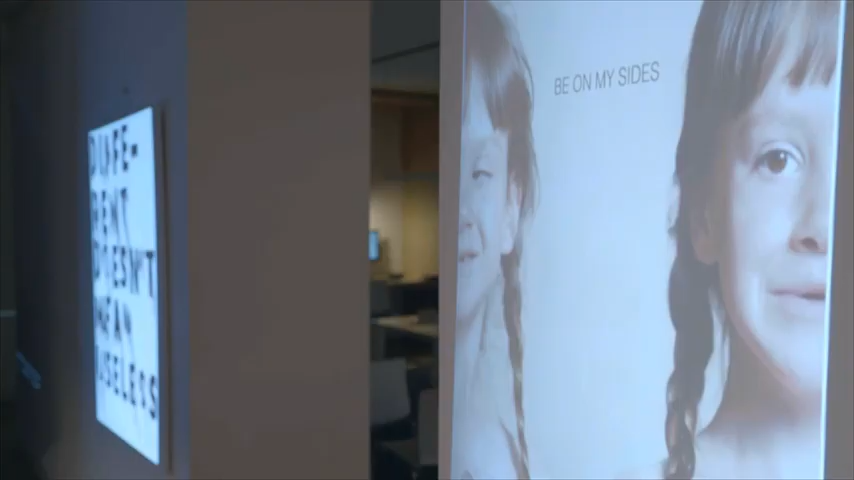 DIFFE-
RENT
DOESN'T
MEAN
USELESS
BE ON MY SIDES